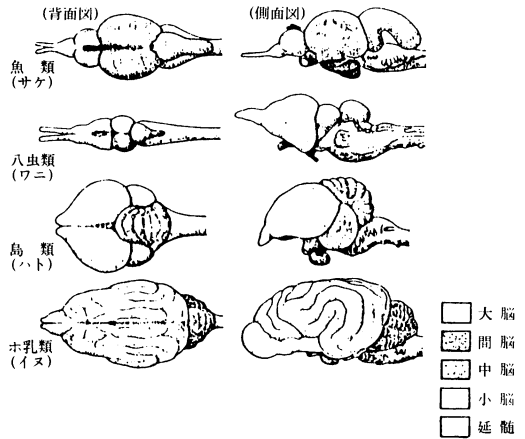 (背面図)
(側面図)
魚 類
(サケ)
八虫類
(ワニ)
鳥 類
(ハト)
ホ乳類
(イヌ)
大 脳
間 脳
中 脳
小 脳
延 髄